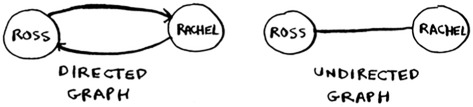 ROSS RACHEL
DIRECTED
GRAPH
ROSS RACHEL
UNDIRECTED
GRAPH